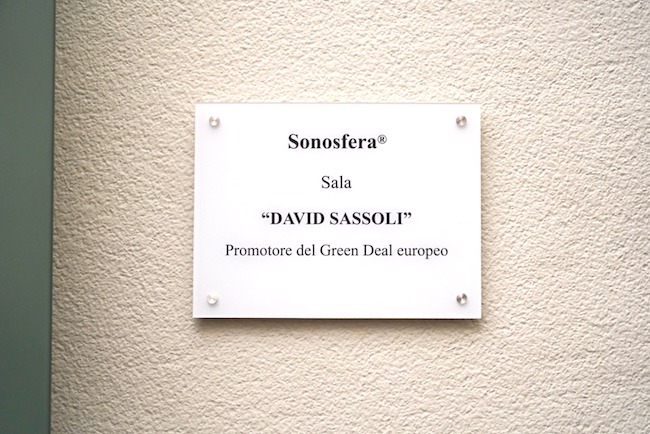 Sonosfera®
Sala
“DAVID SASSOLI”
Promotore del Green Deal europeo